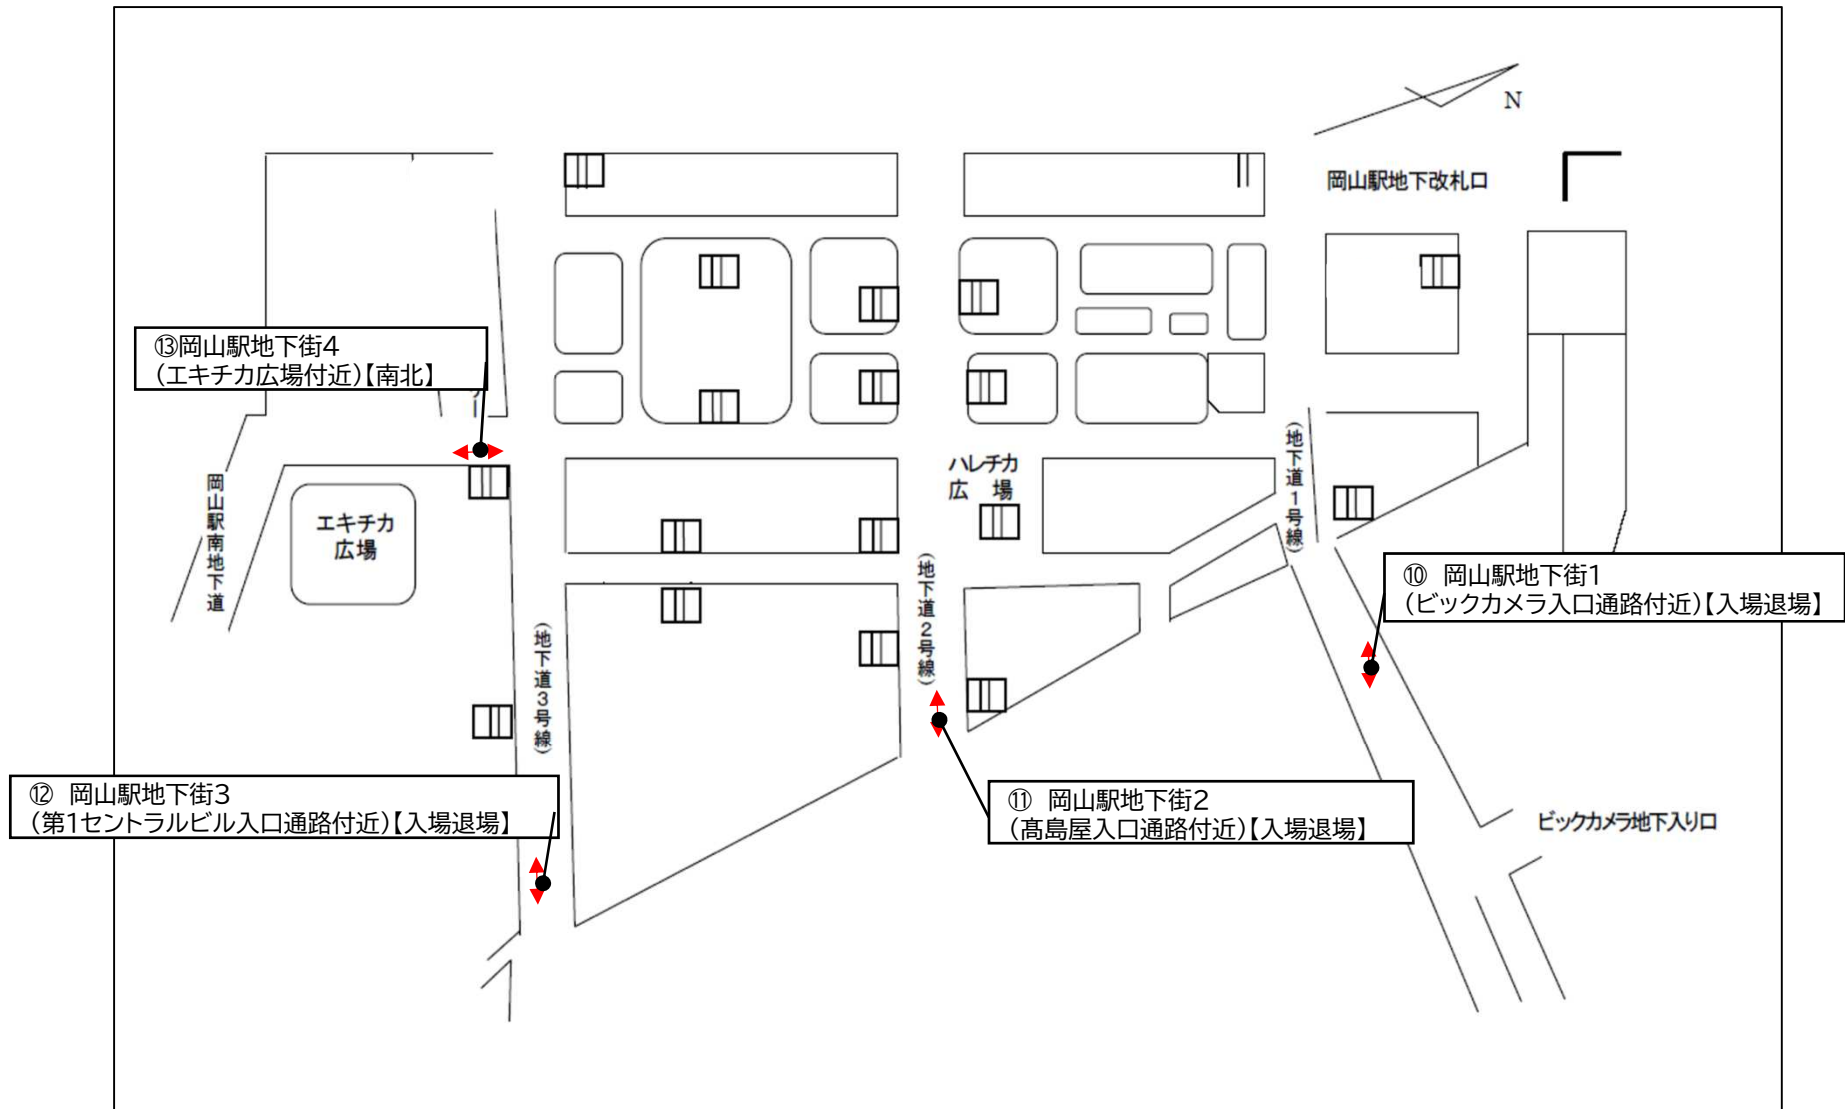 N
岡山駅地下改札口
⑬岡山駅地下街4
(エキチカ広場付近)【南北】
ー
岡山駅南地下道
エキチカ
広場
ハレチカ
広 場
(地下道1号線)
(地下道2号線)
(地下道3号線)
⑩ 岡山駅地下街1
(ビックカメラ入口通路付近)【入場退場】
⑫ 岡山駅地下街3
(第1セントラルビル入口通路付近)【入場退場】
⑪ 岡山駅地下街2
(髙島屋入口通路付近)【入場退場】
ビックカメラ地下入り口